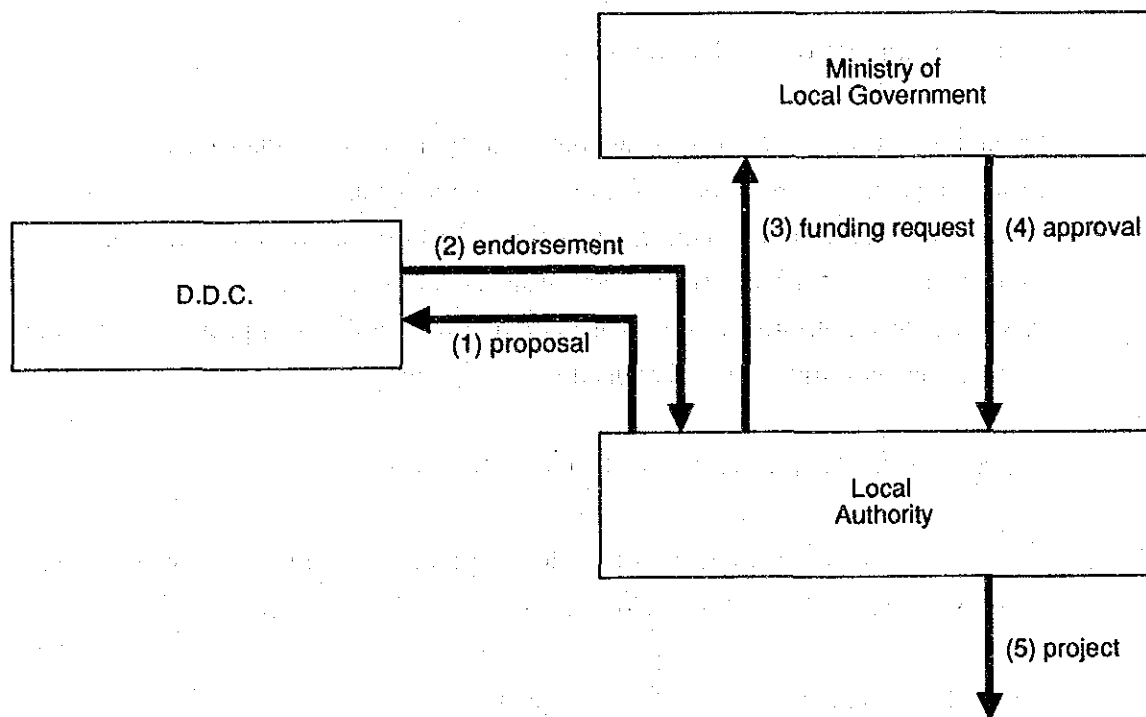 Ministry of
Local Government
(3) funding request
(4) approval
(2) endorsement
D.D.C.
(1) proposal
Local
Authority
(5) project